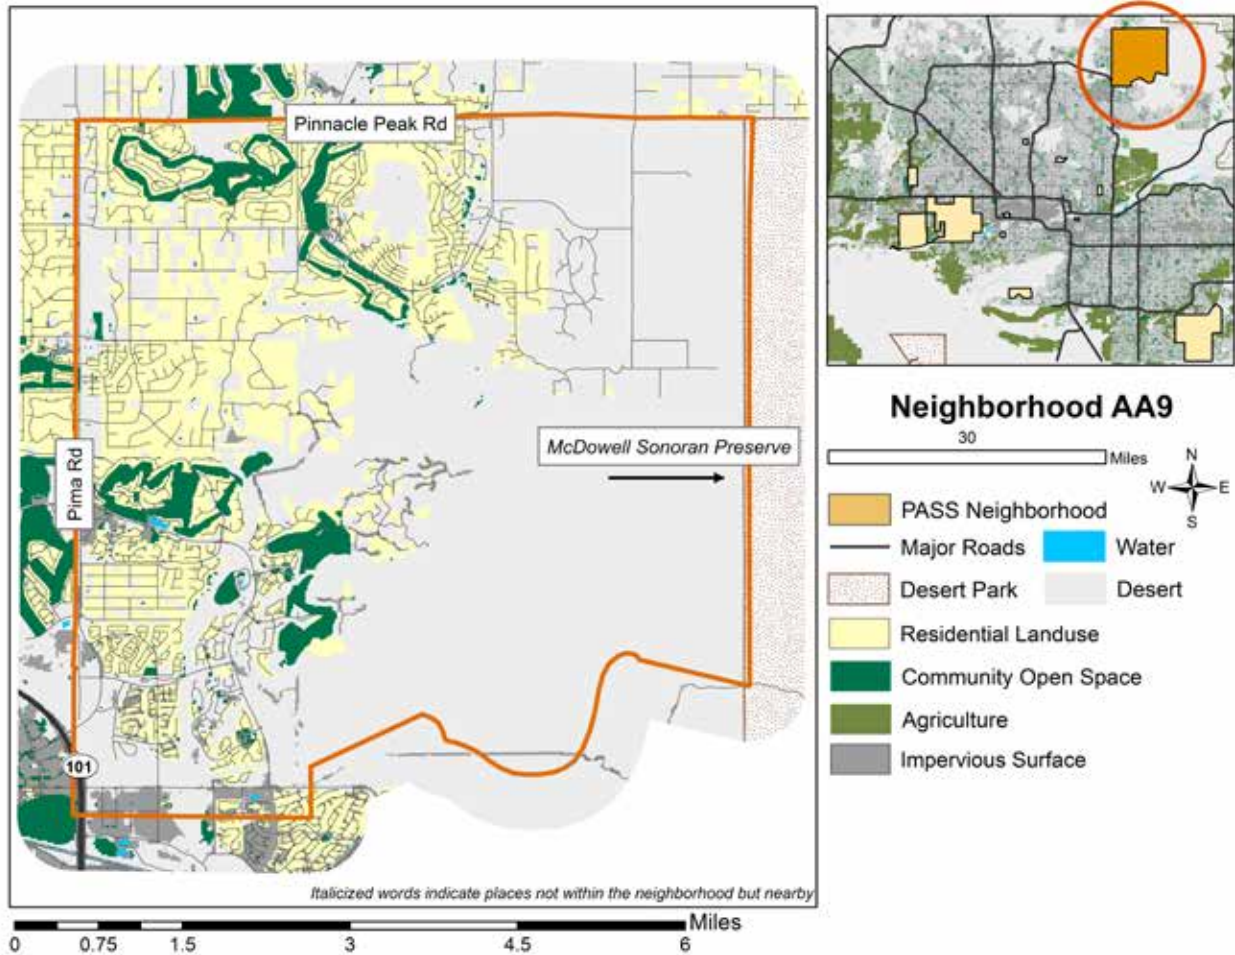 Pinnacle Peak Rd
McDowell Sonoran Preserve
Pima Rd
101
Italicized words indicate places not within the neighborhood but nearby
Miles
0 0.75 1.5 3 4.5 6
Neighborhood AA9
30
Miles
N
W E
S
PASS Neighborhood
Major Roads Water
Desert Park Desert
Residential Landuse
Community Open Space
Agriculture
Impervious Surface